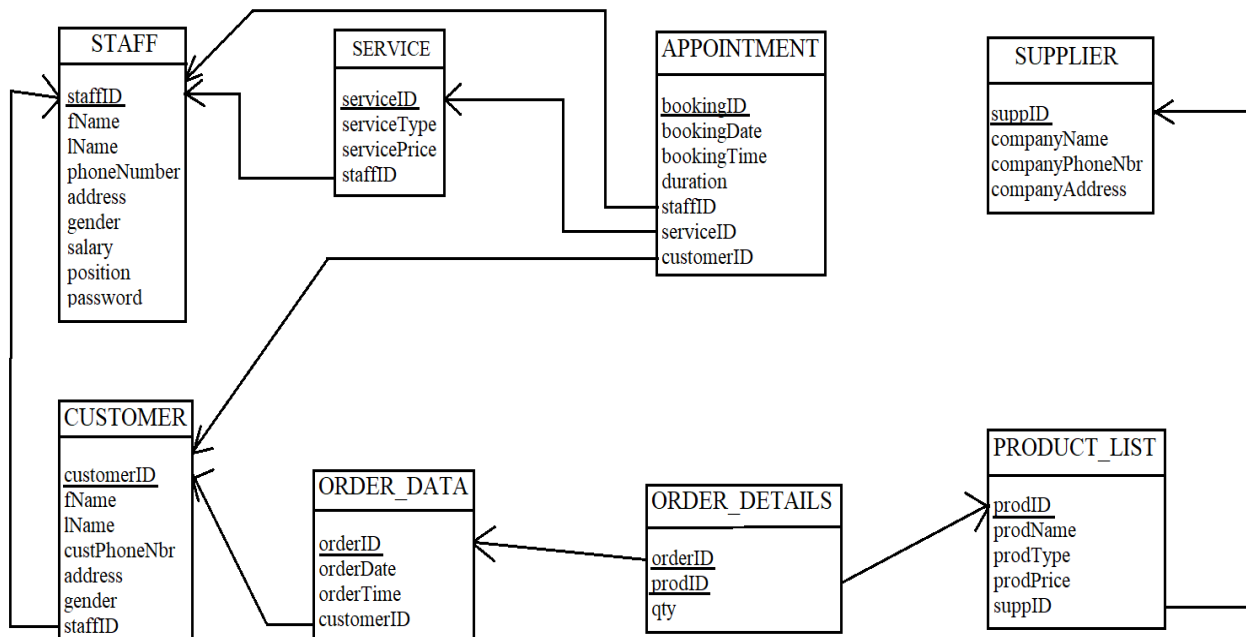 STAFF
staffID
fName
lName
phoneNumber
address
gender
salary
position
password
SERVICE
serviceID
serviceType
servicePrice
staffID
APPOINTMENT
bookingID
bookingDate
bookingTime
duration
staffID
serviceID
customerID
SUPPLIER
suppID
companyName
companyPhoneNbr
companyAddress
CUSTOMER
customerID
fName
lName
custPhoneNbr
address
gender
staffID
ORDER_DATA
orderID
orderDate
orderTime
customerID
ORDER_DETAILS
orderID
prodID
qty
PRODUCT_LIST
prodID
prodName
prodType
prodPrice
suppID